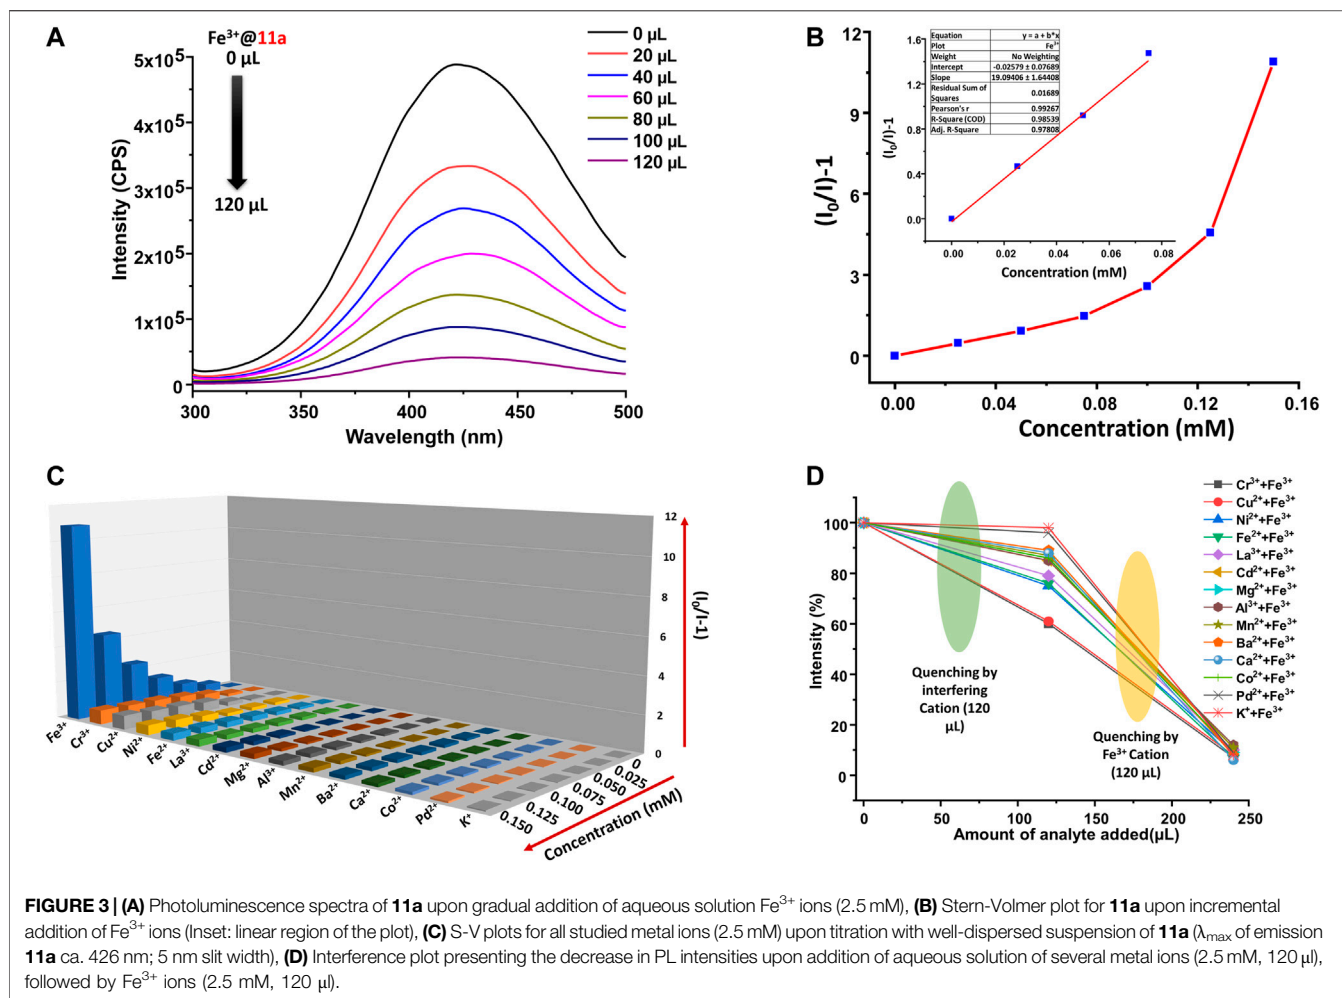 A
Fe³⁺@11a
0 µL
120 µL
0 µL
20 µL
40 µL
60 µL
80 µL
100 µL
120 µL
Intensity (CPS)
5x10⁵
4x10⁵
3x10⁵
2x10⁵
1x10⁵
0
300
350
400
450
500
Wavelength (nm)
B
(I₀/I)-1
12
9
6
3
0
0.00
0.04
0.08
0.12
0.16
Concentration (mM)
Equation y = a + b*x
Plot Fe³⁺
Weight No Weighting
Intercept -0.02579 ± 0.07689
Slope 19.09406 ± 1.64408
Residual Sum of
Squares 0.01689
Pearson's r 0.99267
R-Square (COD) 0.98539
Adj. R-Square 0.97808
(I₀/I)-1
1.6
1.2
0.8
0.4
0.0
0.00
0.02
0.04
0.06
0.08
Concentration (mM)
C
12
10
8
6
4
2
0
(I₀/I-1)
Fe³⁺
Cr³⁺
Cu²⁺
Ni²⁺
Fe²⁺
La³⁺
Cd²⁺
Mg²⁺
Al³⁺
Mn²⁺
Ba²⁺
Ca²⁺
Co²⁺
Pd²⁺
K⁺
0
0.025
0.050
0.075
0.100
0.125
0.150
Concentration (mM)
D
Intensity (%)
100
80
60
40
20
0
0
50
100
150
200
250
Amount of analyte added(µL)
Quenching by
interfering
Cation (120
µL)
Quenching by
Fe³⁺ Cation
(120 µL)
Cr³⁺+Fe³⁺
Cu²⁺+Fe³⁺
Ni²⁺+Fe³⁺
Fe²⁺+Fe³⁺
La³⁺+Fe³⁺
Cd²⁺+Fe³⁺
Mg²⁺+Fe³⁺
Al³⁺+Fe³⁺
Mn²⁺+Fe³⁺
Ba²⁺+Fe³⁺
Ca²⁺+Fe³⁺
Co²⁺+Fe³⁺
Pd²⁺+Fe³⁺
K⁺+Fe³⁺
FIGURE 3 | (A) Photoluminescence spectra of 11a upon gradual addition of aqueous solution Fe³⁺ ions (2.5 mM), (B) Stern-Volmer plot for 11a upon incremental
addition of Fe³⁺ ions (Inset: linear region of the plot), (C) S-V plots for all studied metal ions (2.5 mM) upon titration with well-dispersed suspension of 11a (λmax of emission
11a ca. 426 nm; 5 nm slit width), (D) Interference plot presenting the decrease in PL intensities upon addition of aqueous solution of several metal ions (2.5 mM, 120 µl),
followed by Fe³⁺ ions (2.5 mM, 120 µl).